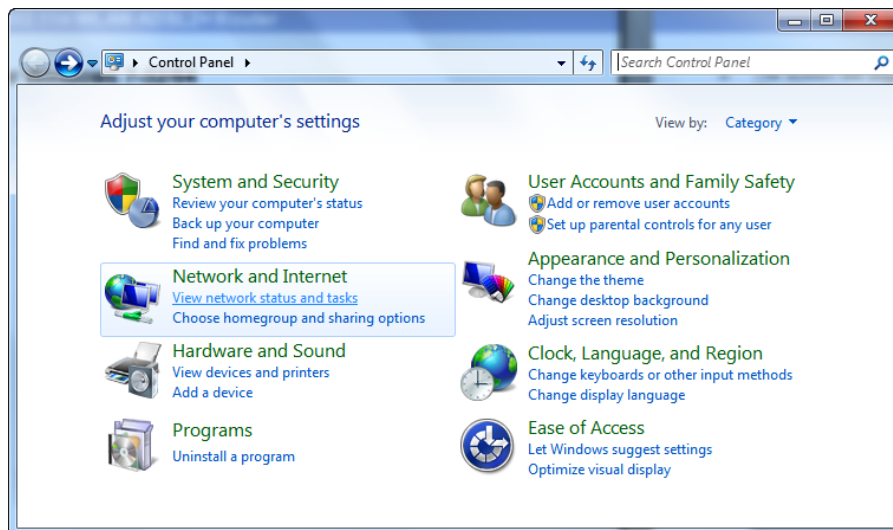 Control Panel
Search Control Panel
Adjust your computer's settings
View by: Category
System and Security
Review your computer's status
Back up your computer
Find and fix problems
Network and Internet
View network status and tasks
Choose homegroup and sharing options
Hardware and Sound
View devices and printers
Add a device
Programs
Uninstall a program
User Accounts and Family Safety
Add or remove user accounts
Set up parental controls for any user
Appearance and Personalization
Change the theme
Change desktop background
Adjust screen resolution
Clock, Language, and Region
Change keyboards or other input methods
Change display language
Ease of Access
Let Windows suggest settings
Optimize visual display